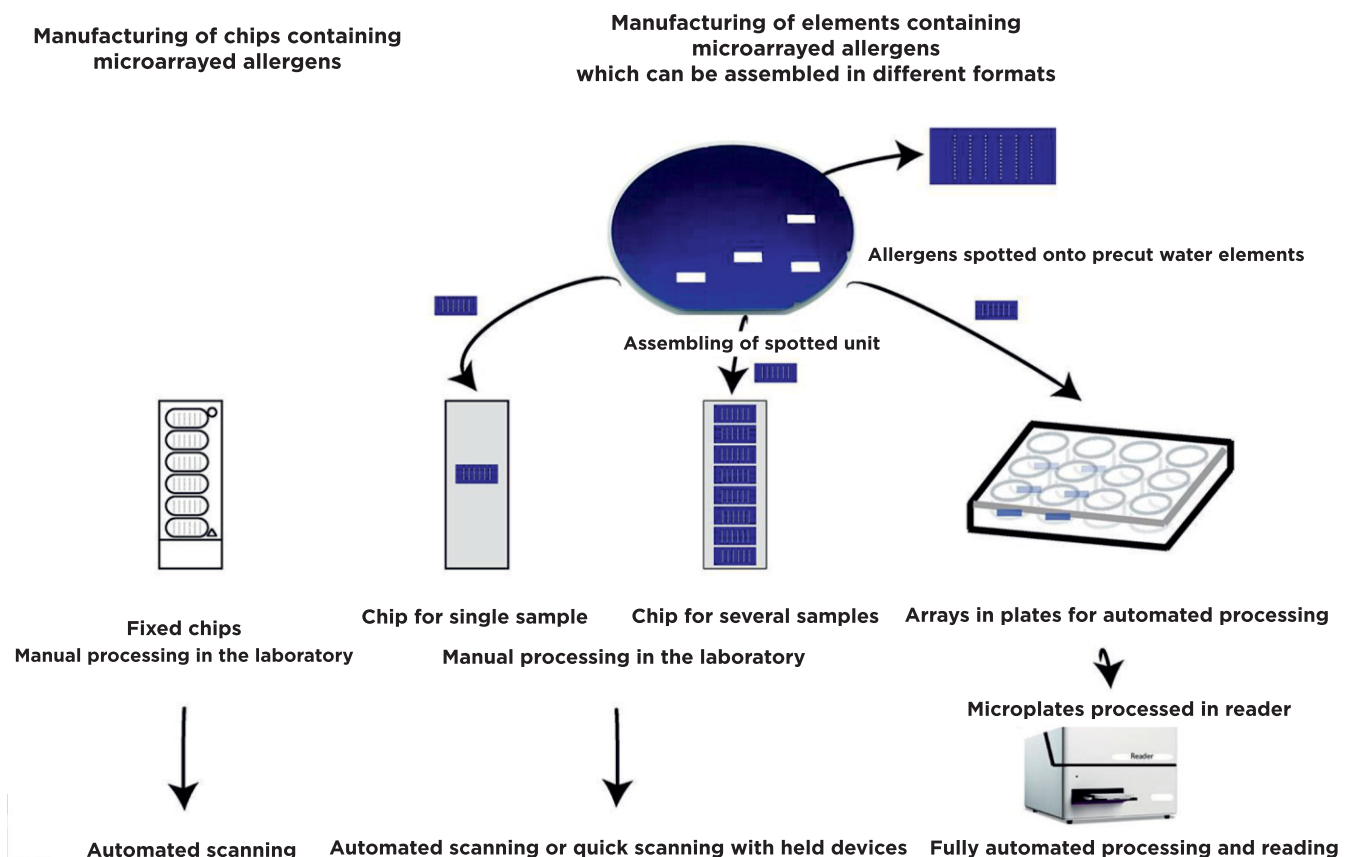 Manufacturing of chips containing
microarrayed allergens
Manufacturing of elements containing
microarrayed allergens
which can be assembled in different formats
Allergens spotted onto precut water elements
Assembling of spotted unit
Fixed chips
Manual processing in the laboratory
Chip for single sample
Chip for several samples
Manual processing in the laboratory
Arrays in plates for automated processing
Microplates processed in reader
Reader
Automated scanning
Automated scanning or quick scanning with held devices
Fully automated processing and reading